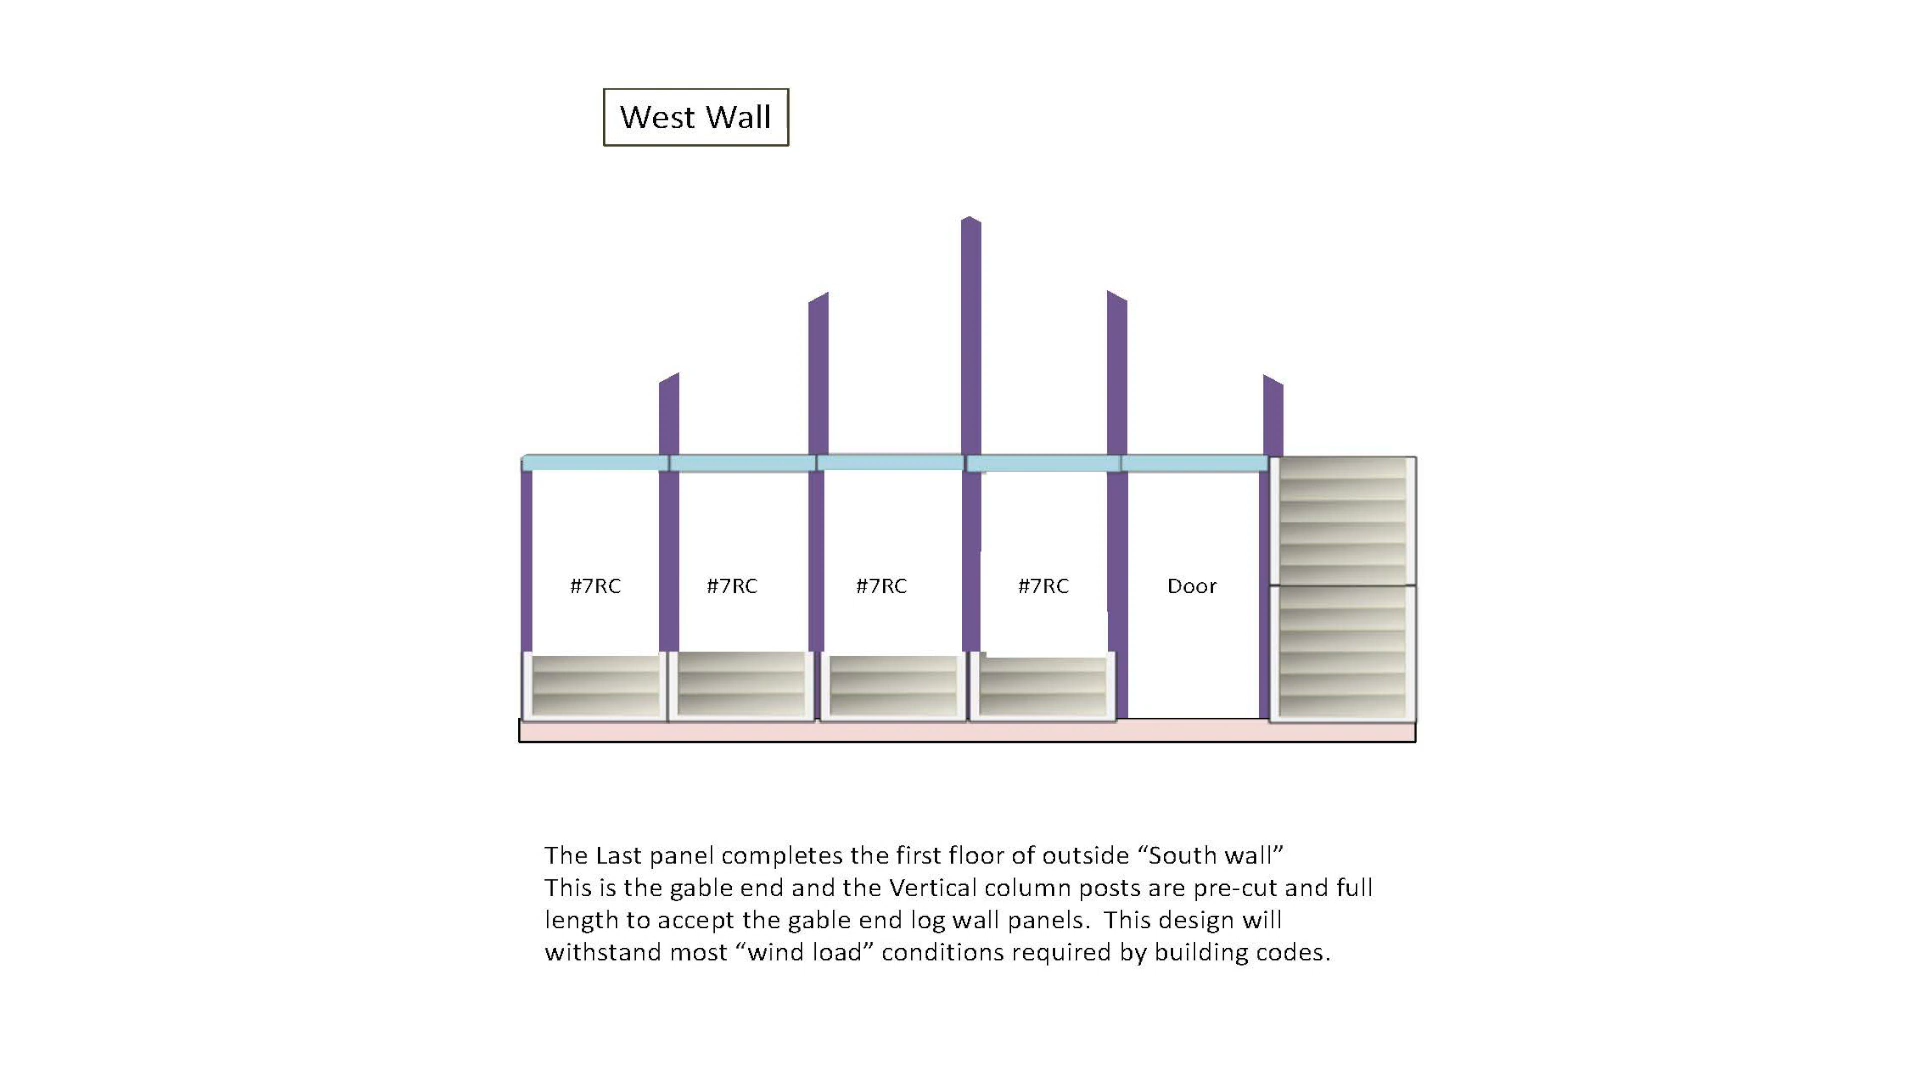 West Wall
#7RC #7RC #7RC #7RC Door
The Last panel completes the first floor of outside “South wall”
This is the gable end and the Vertical column posts are pre-cut and full
length to accept the gable end log wall panels.  This design will
withstand most “wind load” conditions required by building codes.